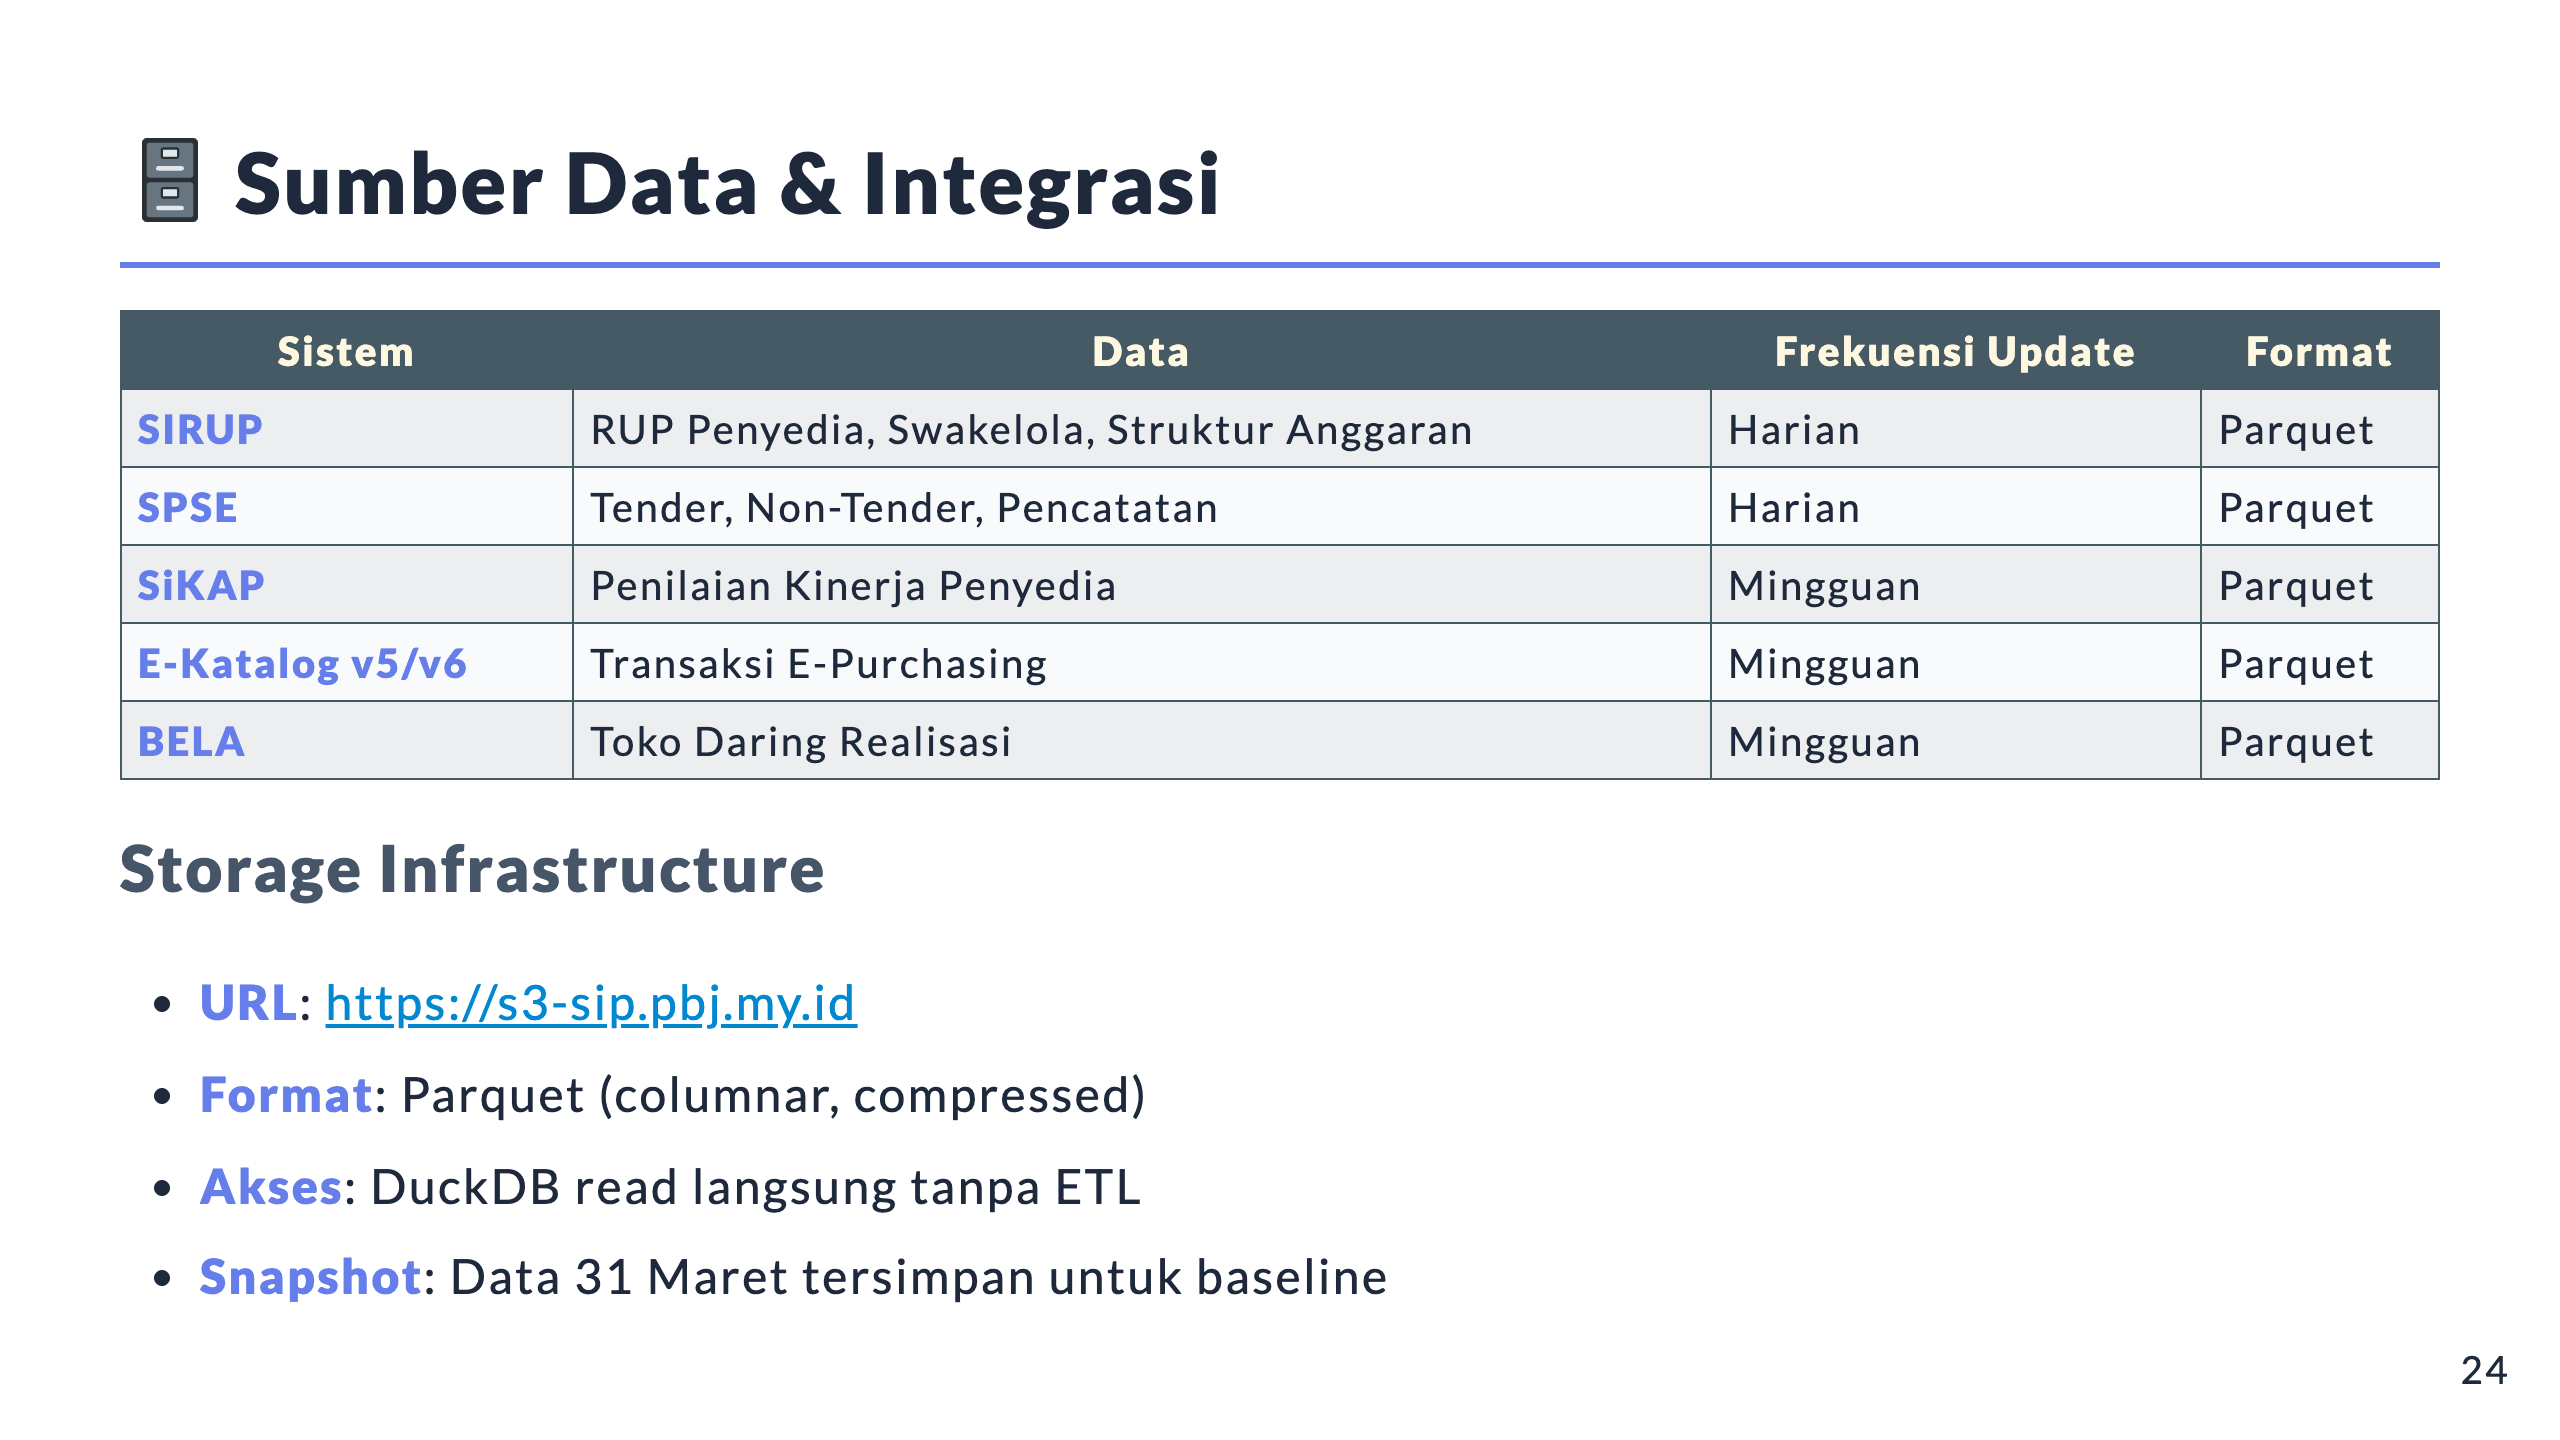 Sumber Data & Integrasi
Sistem Data Frekuensi Update Format
SIRUP RUP Penyedia, Swakelola, Struktur Anggaran Harian Parquet
SPSE Tender, Non-Tender, Pencatatan Harian Parquet
SiKAP Penilaian Kinerja Penyedia Mingguan Parquet
E-Katalog v5/v6 Transaksi E-Purchasing Mingguan Parquet
BELA Toko Daring Realisasi Mingguan Parquet
Storage Infrastructure
• URL: https://s3-sip.pbj.my.id
• Format: Parquet (columnar, compressed)
• Akses: DuckDB read langsung tanpa ETL
• Snapshot: Data 31 Maret tersimpan untuk baseline
24